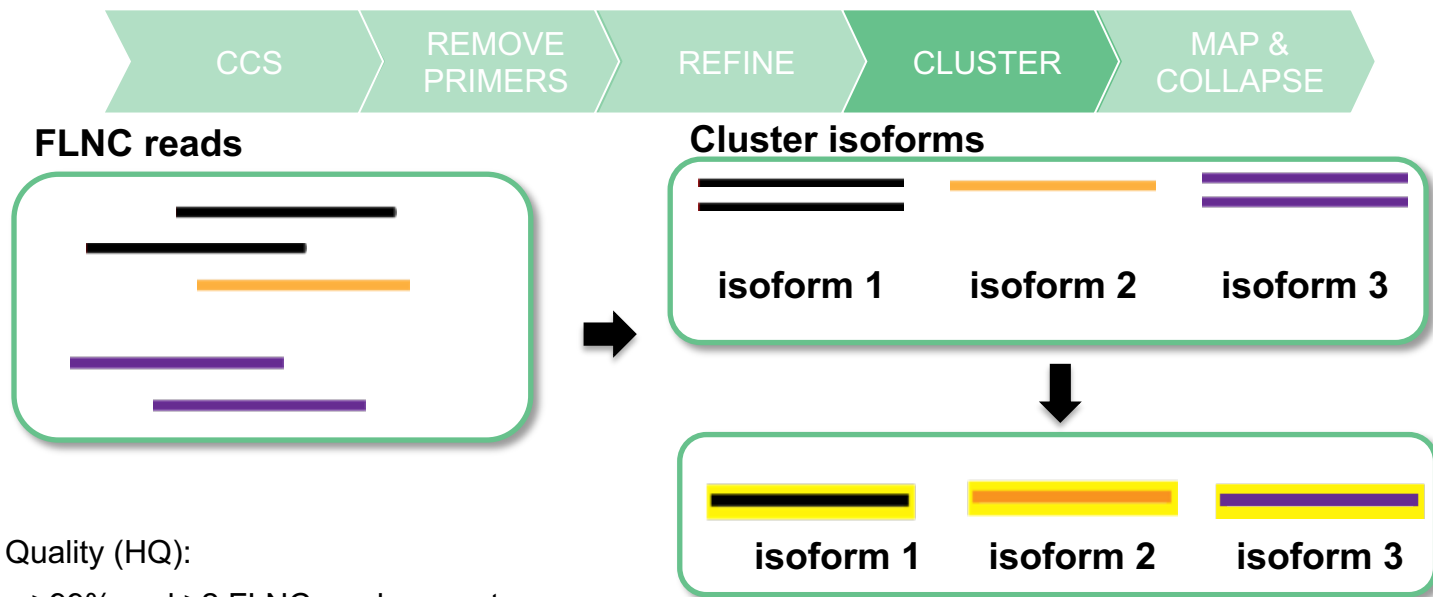 CCS
REMOVE
PRIMERS
REFINE
CLUSTER
MAP &
COLLAPSE
FLNC reads
Cluster isoforms
isoform 1 isoform 2 isoform 3
isoform 1 isoform 2 isoform 3
Quality (HQ):